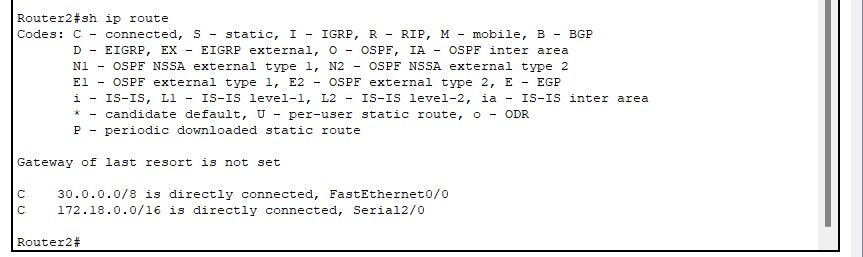 Router2#sh ip route
Codes: C - connected, S - static, I - IGRP, R - RIP, M - mobile, B - BGP
       D - EIGRP, EX - EIGRP external, O - OSPF, IA - OSPF inter area
       N1 - OSPF NSSA external type 1, N2 - OSPF NSSA external type 2
       E1 - OSPF external type 1, E2 - OSPF external type 2, E - EGP
       i - IS-IS, L1 - IS-IS level-1, L2 - IS-IS level-2, ia - IS-IS inter area
       * - candidate default, U - per-user static route, o - ODR
       P - periodic downloaded static route

Gateway of last resort is not set

C    30.0.0.0/8 is directly connected, FastEthernet0/0
C    172.18.0.0/16 is directly connected, Serial2/0

Router2#